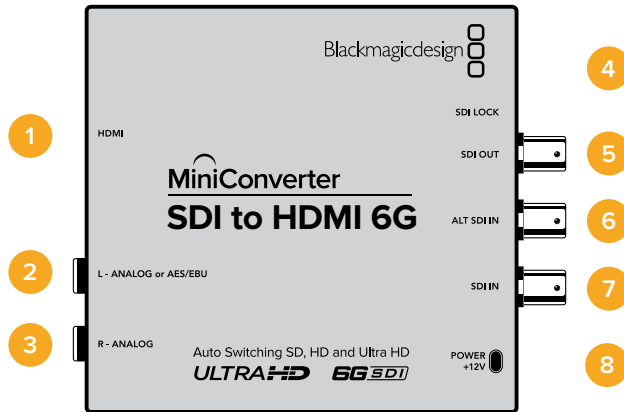 Blackmagicdesign
4
SDI LOCK
1
HDMI
SDI OUT
5
MiniConverter
SDI to HDMI 6G
ALT SDI IN
6
2
L - ANALOG or AES/EBU
SDI IN
7
3
R - ANALOG
Auto Switching SD, HD and Ultra HD
POWER
+12V
8
ULTRAHD 6G SDI